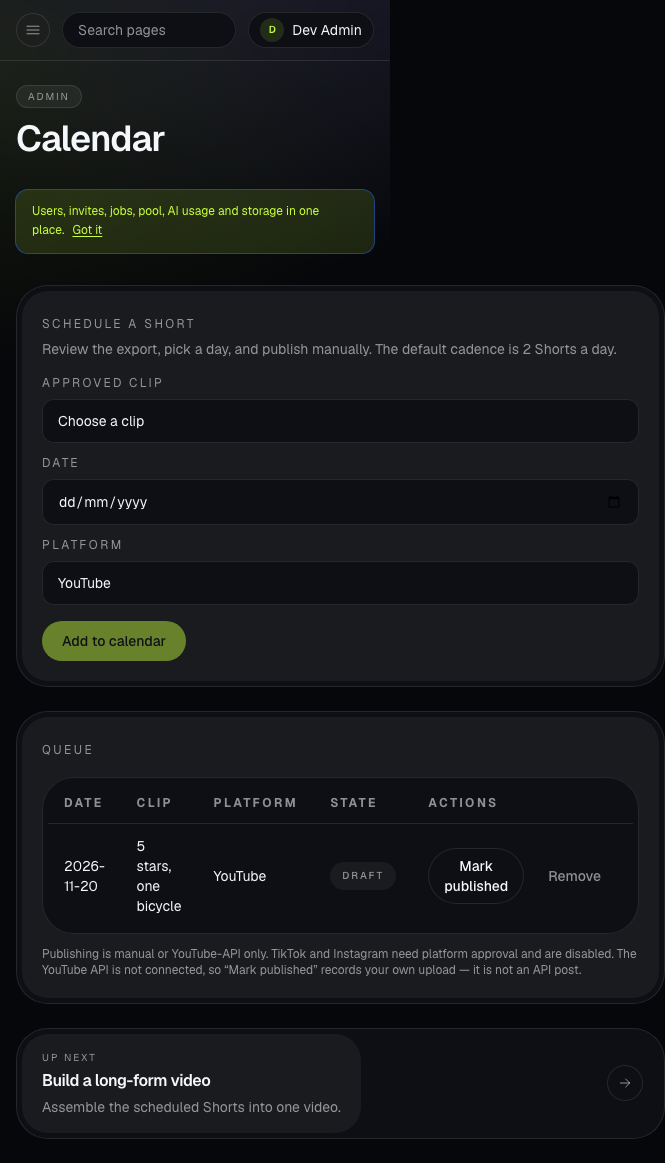 Search pages
D
Dev Admin
ADMIN
Calendar
Users, invites, jobs, pool, AI usage and storage in one
place. Got it
SCHEDULE A SHORT
Review the export, pick a day, and publish manually. The default cadence is 2 Shorts a day.
APPROVED CLIP
Choose a clip
DATE
dd/mm/yyyy
PLATFORM
YouTube
Add to calendar
QUEUE
DATE CLIP PLATFORM STATE ACTIONS
2026-
11-20
5
stars,
one
bicycle
YouTube
DRAFT
Mark
published
Remove
Publishing is manual or YouTube-API only. TikTok and Instagram need platform approval and are disabled. The
YouTube API is not connected, so “Mark published” records your own upload — it is not an API post.
UP NEXT
Build a long-form video
Assemble the scheduled Shorts into one video.